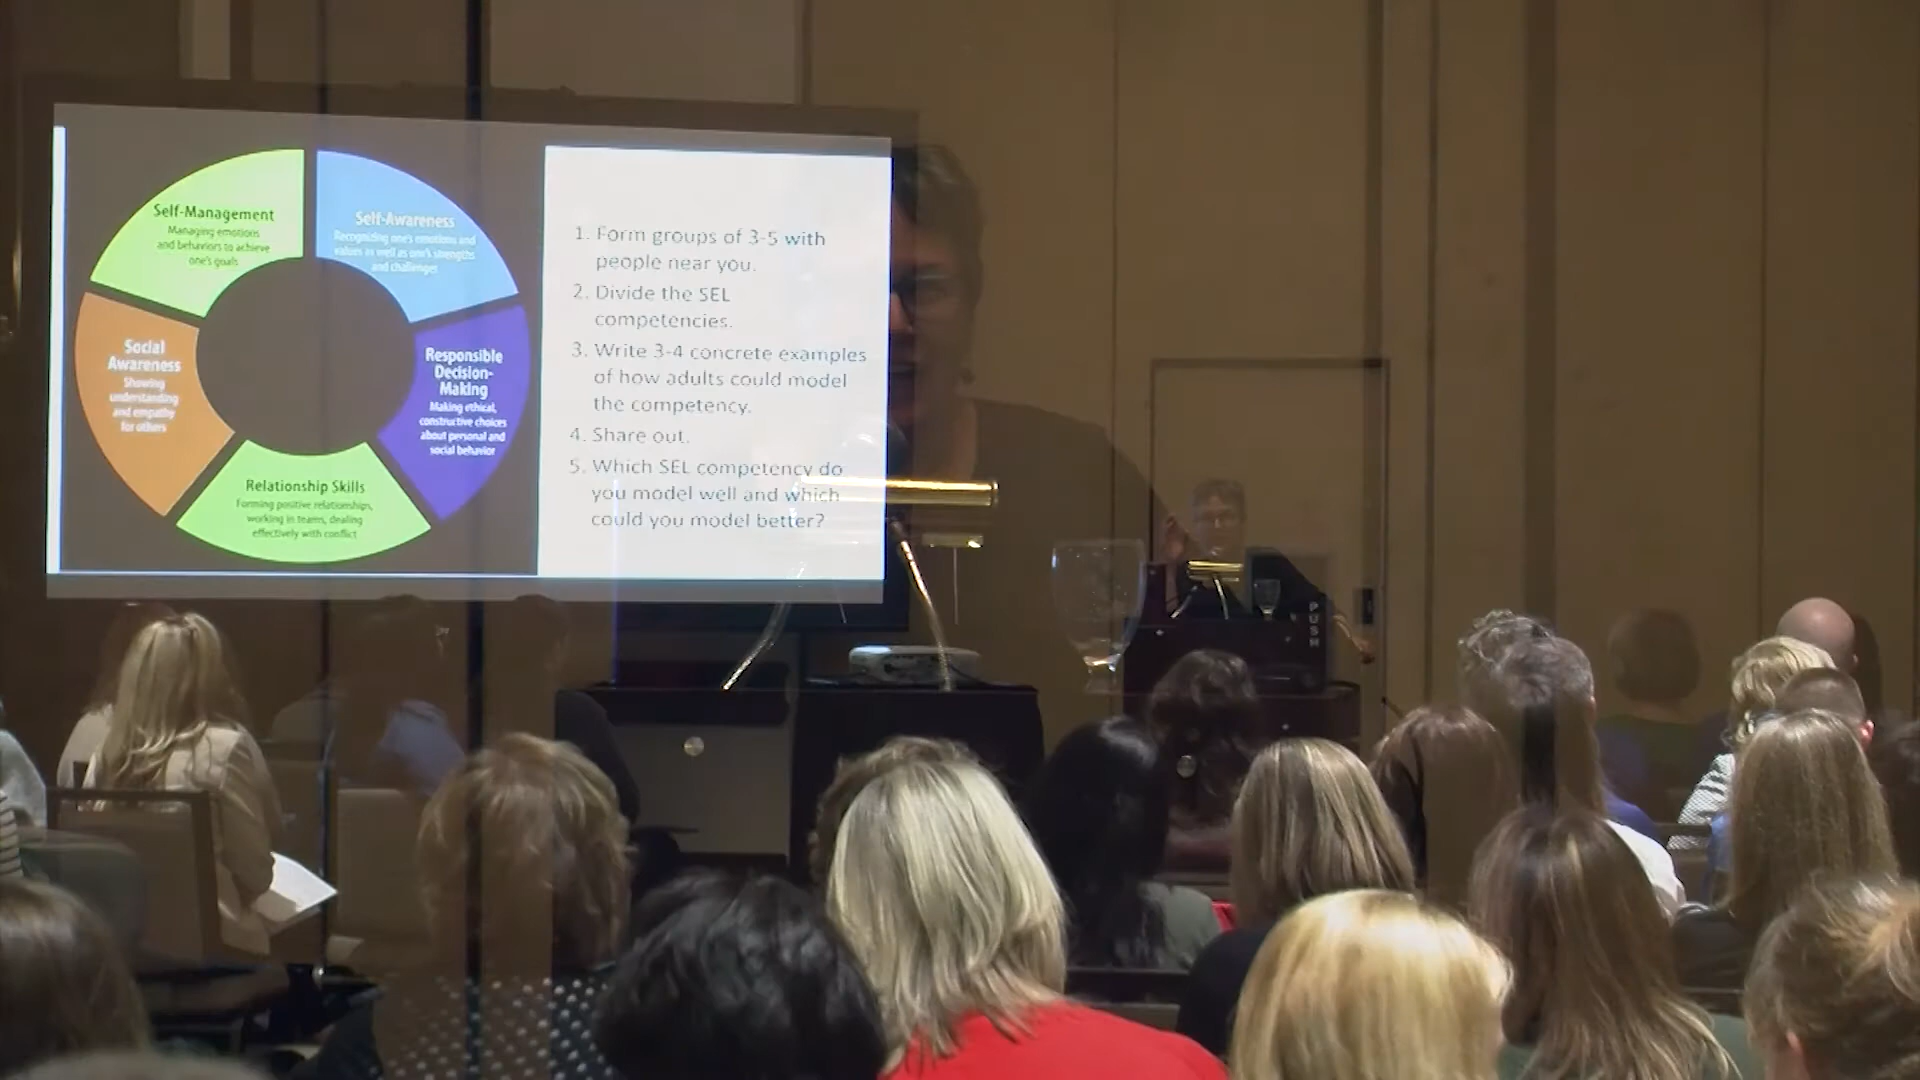 Self-Management
Managing emotions
and behaviors to achieve
one's goals
Self-Awareness
Recognizing one's emotions and
values as well as one's strengths
and challenges
Social
Awareness
Showing
understanding
and empathy
for others
Responsible
Decision-
Making
Making ethical,
constructive choices
about personal and
social behavior
Relationship Skills
Forming positive relationships,
working in teams, dealing
effectively with conflict
1. Form groups of 3-5 with
people near you.
2. Divide the SEL
competencies.
3. Write 3-4 concrete examples
of how adults could model
the competency.
4. Share out.
5. Which SEL competency do
you model well and which
could you model better?
PUSH